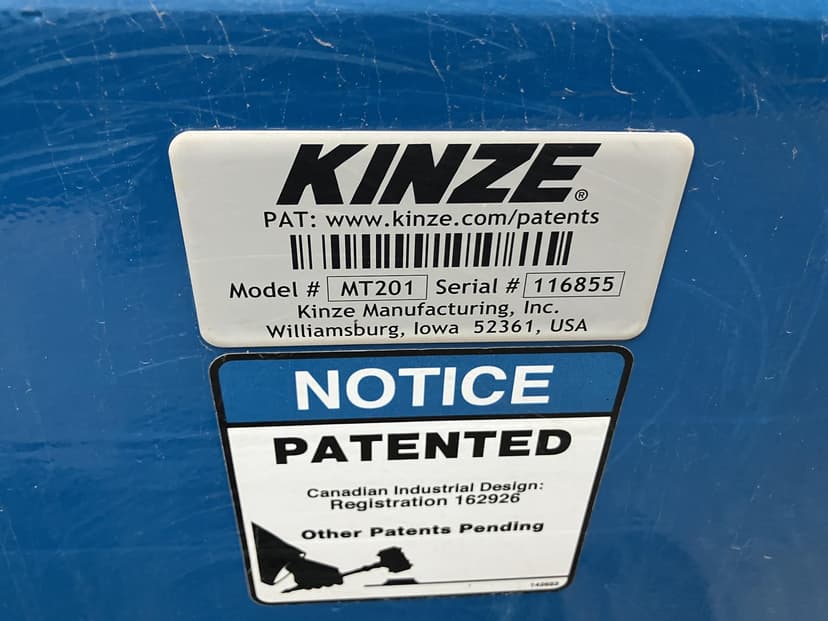 KINZE®
PAT: www.kinze.com/patents
Model # MT201 Serial # 116855
Kinze Manufacturing, Inc.
Williamsburg, Iowa 52361, USA
NOTICE
PATENTED
Canadian Industrial Design:
Registration 162926
Other Patents Pending